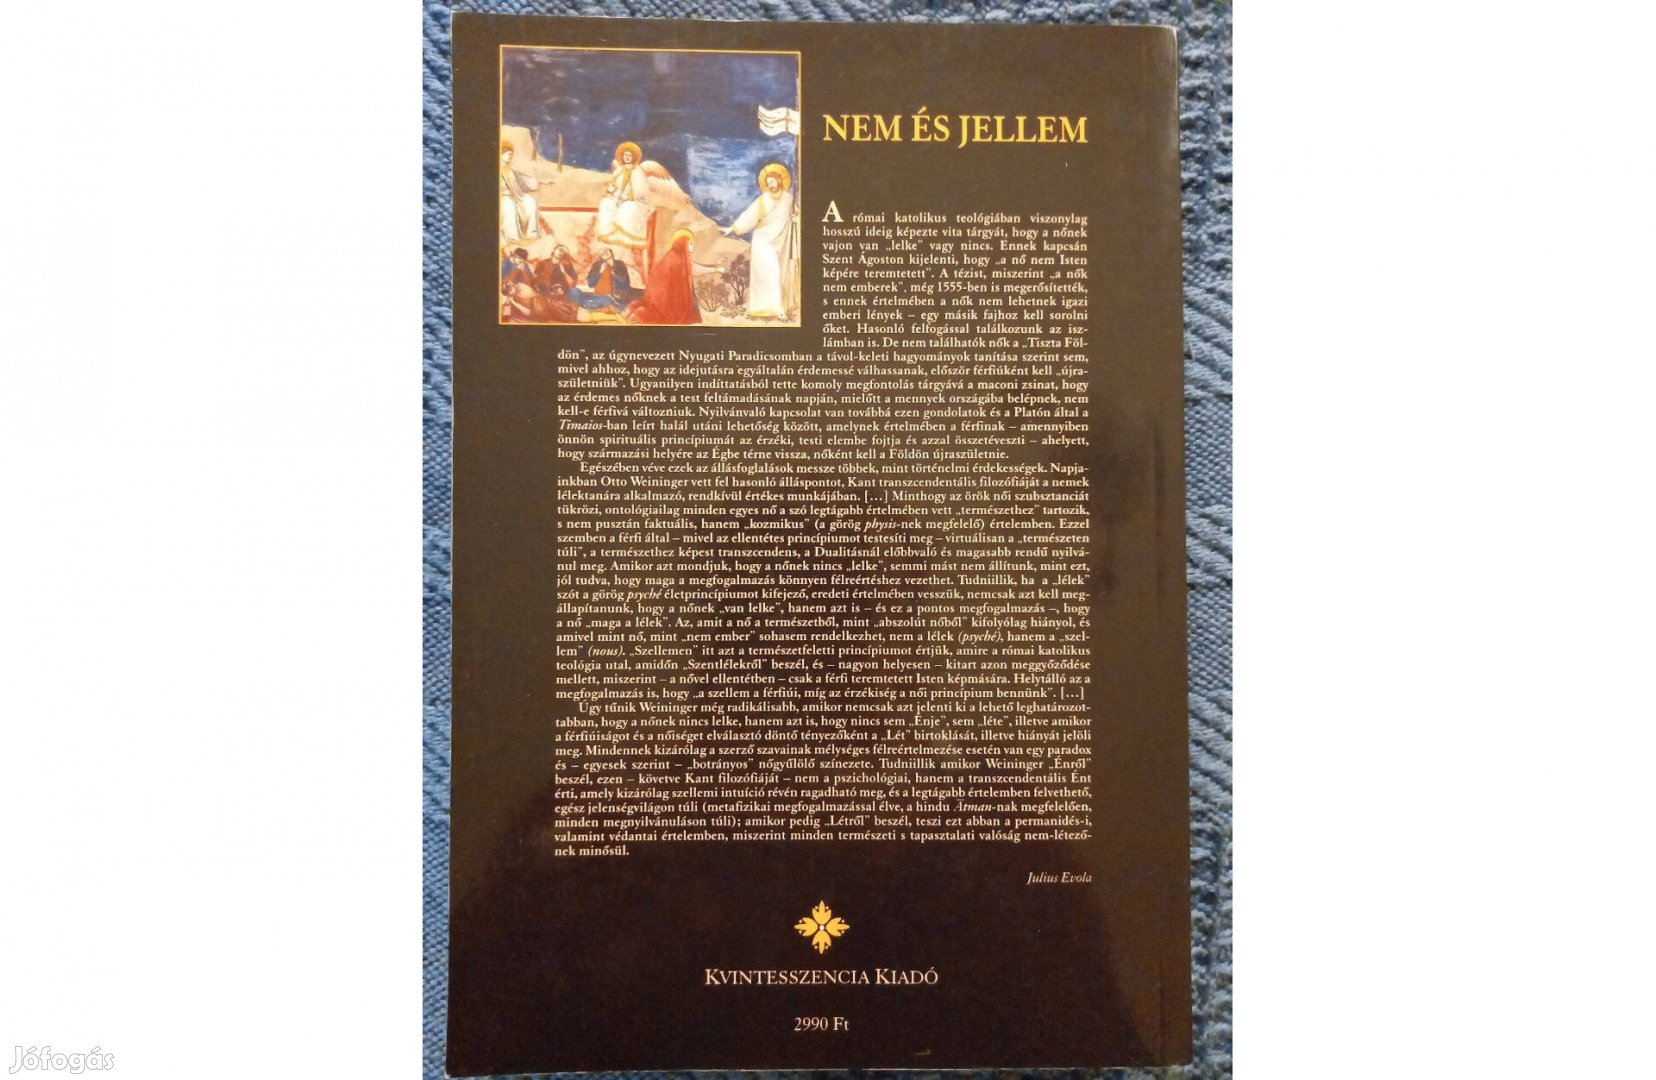 NEM ÉS JELLEM
A római katolikus teológiában viszonylag
hosszú ideig képezte vita tárgyát, hogy a nőnek
vajon van „lelke" vagy nincs. Ennek kapcsán
Szent Ágoston kijelenti, hogy „a nő nem Isten
képére teremtetett". A tézist, miszerint „a nők
nem emberek", még 1555-ben is megerősítették,
s ennek értelmében a nők nem lehetnek igazi
emberi lények – egy másik fajhoz kell sorolni
őket. Hasonló felfogással találkozunk az isz-
lámban is. De nem találhatók nők a „Tiszta Föl-
dön", az úgynevezett Nyugati Paradicsomban a távol-keleti hagyományok tanítása szerint sem,
mivel ahhoz, hogy az idejutásra egyáltalán érdemessé válhassanak, először férfiúként kell „újra-
születniük". Ugyanilyen indíttatásból tette komoly megfontolás tárgyává a maconi zsinat, hogy
az érdemes nőknek a test feltámadásának napján, mielőtt a mennyek országába belépnek, nem
kell-e férfivá változniuk. Nyilvánvaló kapcsolat van továbbá ezen gondolatok és a Platón által a
Timaios-ban leírt halál utáni lehetőség között, amelynek értelmében a férfinak – amennyiben
önnön spirituális princípiumát az érzéki, testi elembe fojtja és azzal összetéveszti – ahelyett,
hogy származási helyére az Égbe térne vissza, nőként kell a Földön újraszületnie.
Egészében véve ezek az állásfoglalások messze többek, mint történelmi érdekességek. Napja-
inkban Otto Weininger vett fel hasonló álláspontot, Kant transzcendentális filozófiáját a nemek
lélektanára alkalmazó, rendkívül értékes munkájában. [...] Minthogy az örök női szubsztanciát
tükrözi, ontológiailag minden egyes nő a szó legtágabb értelmében vett „természethez" tartozik,
s nem pusztán faktuális, hanem „kozmikus" (a görög physis-nek megfelelő) értelemben. Ezzel
szemben a férfi által – mivel az ellentétes princípiumot testesíti meg – virtuálisan a „természeten
túli", a természethez képest transzcendens, a Dualitásnál előbbvaló és magasabb rendű nyilvá-
nul meg. Amikor azt mondjuk, hogy a nőnek nincs „lelke", semmi mást nem állítunk, mint ezt,
jól tudva, hogy maga a megfogalmazás könnyen félreértéshez vezethet. Tudniillik, ha a „lélek"
szót a görög psyché életprincípiumot kifejező, eredeti értelmében vesszük, nemcsak azt kell meg-
állapítanunk, hogy a nőnek „van lelke", hanem azt is – és ez a pontos megfogalmazás –, hogy
a nő „maga a lélek". Az, amit a nő a természetből, mint „abszolút nőből" kifolyólag hiányol, és
amivel mint nő, mint „nem ember" sohasem rendelkezhet, nem a lélek (psyché), hanem a „szel-
lem" (nous). „Szellemen" itt azt a természetfeletti princípiumot értjük, amire a római katolikus
teológia utal, amidőn „Szentlélekről" beszél, és – nagyon helyesen – kitart azon meggyőződése
mellett, miszerint – a nővel ellentétben – csak a férfi teremtetett Isten képmására. Helytálló az a
megfogalmazás is, hogy „a szellem a férfiúi, míg az érzékiség a női princípium bennünk". [...]
Úgy tűnik Weininger még radikálisabb, amikor nemcsak azt jelenti ki a lehető leghatározot-
tabban, hogy a nőnek nincs lelke, hanem azt is, hogy nincs sem „Énje", sem „léte", illetve amikor
a férfiúiságot és a nőiséget elválasztó döntő tényezőként a „Lét" birtoklását, illetve hiányát jelöli
meg. Mindennek kizárólag a szerző szavainak mélységes félreértelmezése esetén van egy paradox
és – egyesek szerint – „botrányos" nőgyűlölő színezete. Tudniillik amikor Weininger „Énről"
beszél, ezen – követve Kant filozófiáját – nem a pszichológiai, hanem a transzcendentális Ént
érti, amely kizárólag szellemi intuíció révén ragadható meg, és a legtágabb értelemben felvethető,
egész jelenségvilágon túli (metafizikai megfogalmazással élve, a hindu Ātman-nak megfelelően,
minden megnyilvánuláson túli); amikor pedig „Létről" beszél, teszi ezt abban a permanidés-i,
valamint védantai értelemben, miszerint minden természeti s tapasztalati valóság nem-létező-
nek minősül.
Julius Evola
KVINTESSZENCIA KIADÓ
2990 Ft
Jófogás